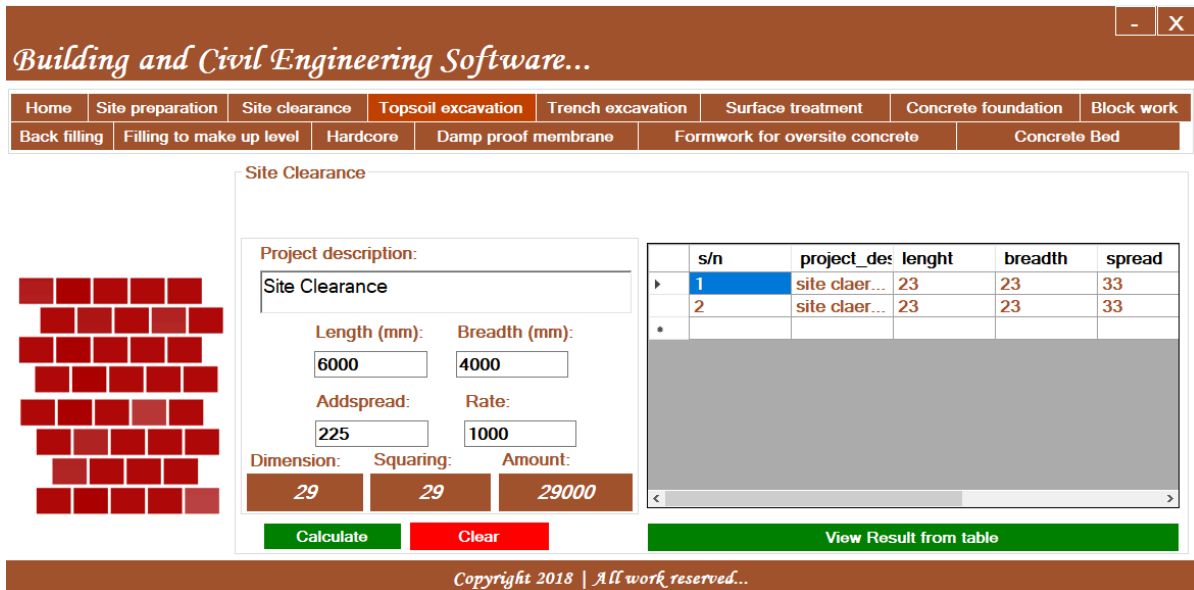 - X
Building and Civil Engineering Software...
Home Site preparation Site clearance Topsoil excavation Trench excavation Surface treatment Concrete foundation Block work
Back filling Filling to make up level Hardcore Damp proof membrane Formwork for oversite concrete Concrete Bed
Site Clearance
Project description:
Site Clearance
Length (mm): Breadth (mm):
6000 4000
Addspread: Rate:
225 1000
Dimension: Squaring: Amount:
29 29 29000
Calculate Clear
s/n project_des lenght breadth spread
1 site claer... 23 23 33
2 site claer... 23 23 33
View Result from table
Copyright 2018 | All work reserved...